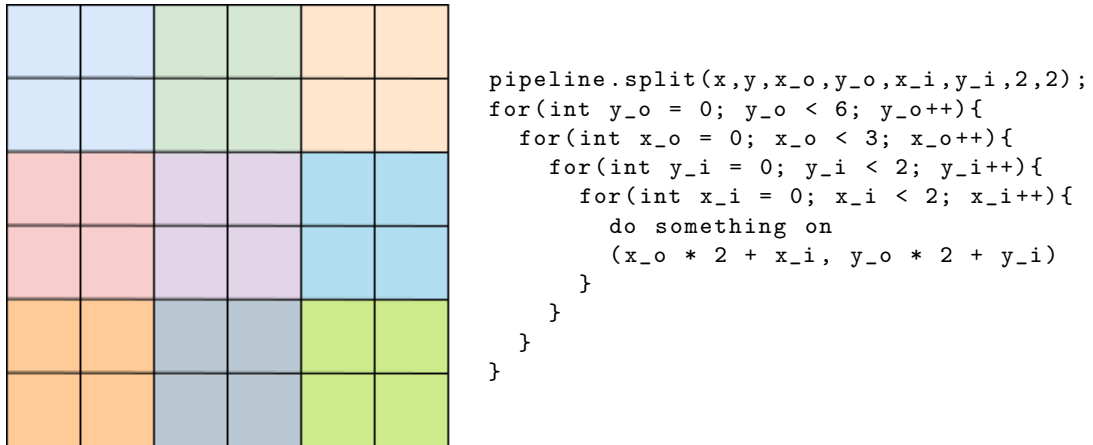 pipeline.split(x,y,x_o,y_o,x_i,y_i,2,2);
for(int y_o = 0; y_o < 6; y_o++){
for(int x_o = 0; x_o < 3; x_o++){
for(int y_i = 0; y_i < 2; y_i++){
for(int x_i = 0; x_i < 2; x_i++){
do something on
(x_o * 2 + x_i, y_o * 2 + y_i)
}
}
}
}